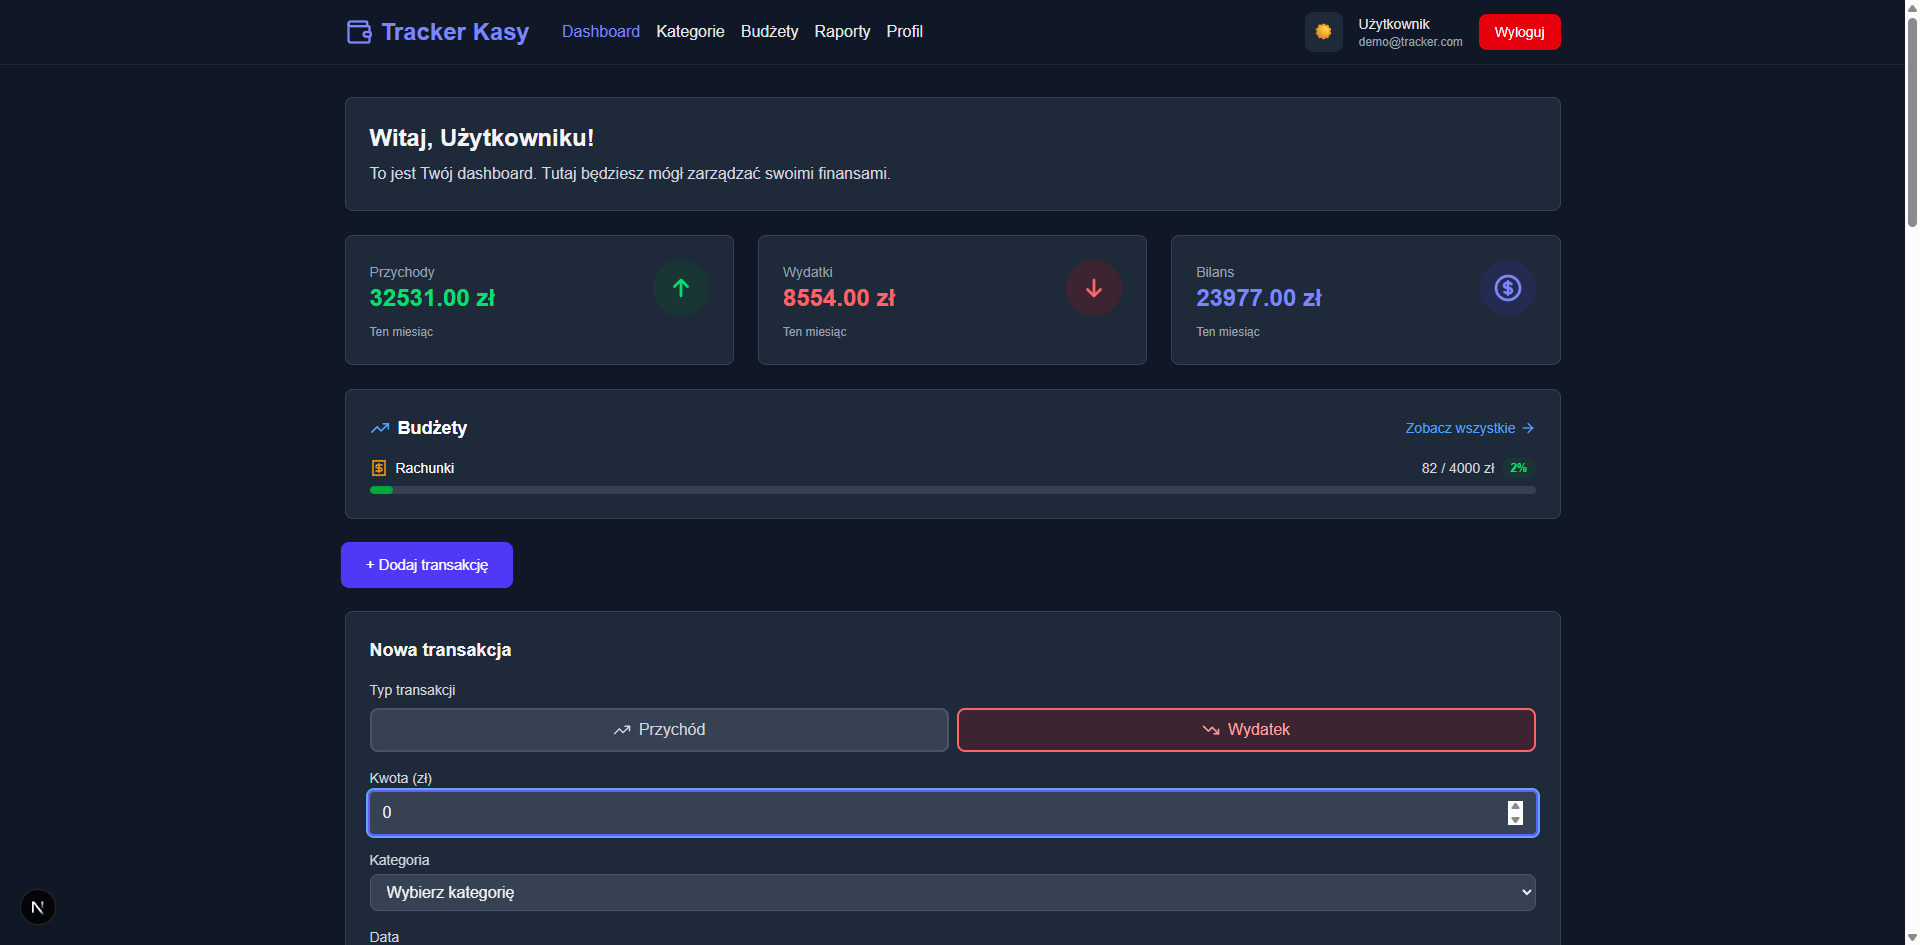 Tracker Kasy
Dashboard Kategorie Budżety Raporty Profil
Użytkownik
demo@tracker.com
Wyloguj
Witaj, Użytkowniku!
To jest Twój dashboard. Tutaj będziesz mógł zarządzać swoimi finansami.
Przychody
32531.00 zł
Ten miesiąc
Wydatki
8554.00 zł
Ten miesiąc
Bilans
23977.00 zł
Ten miesiąc
Budżety
Zobacz wszystkie →
Rachunki
82 / 4000 zł 2%
+ Dodaj transakcję
Nowa transakcja
Typ transakcji
Przychód
Wydatek
Kwota (zł)
0
Kategoria
Wybierz kategorię
Data
N